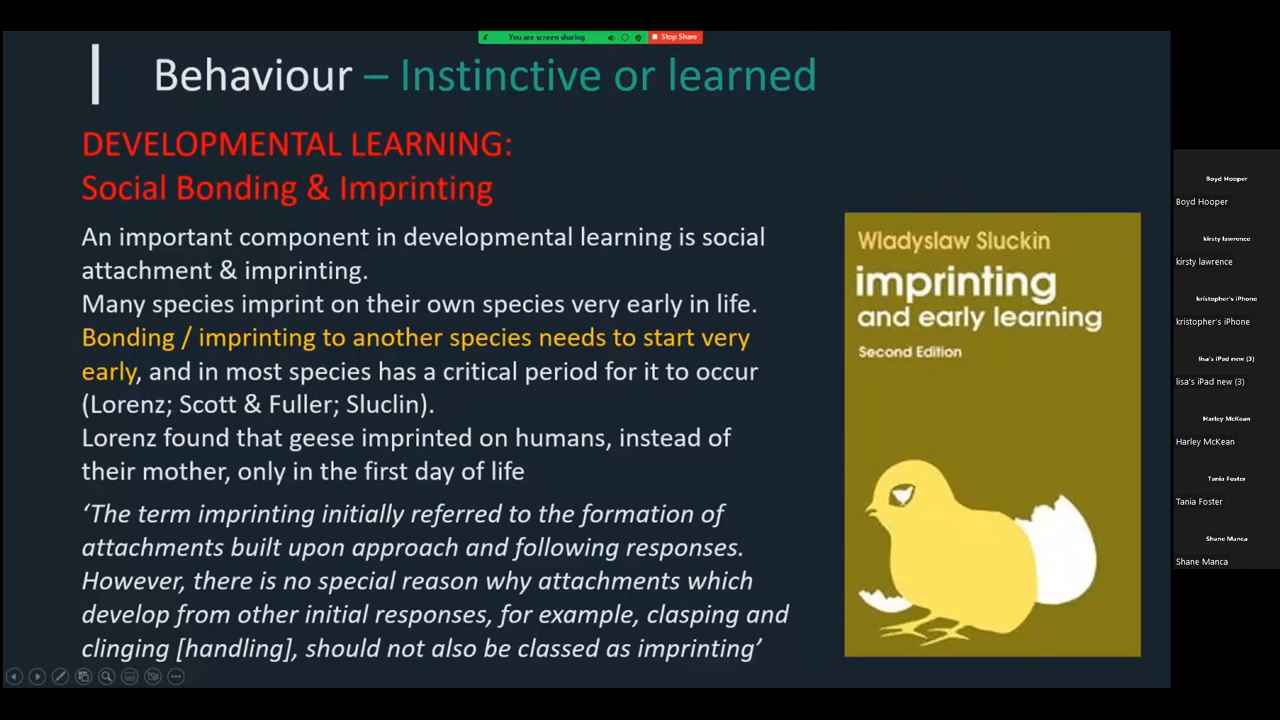 You are screen sharing
Stop Share
Behaviour – Instinctive or learned
DEVELOPMENTAL LEARNING:
Social Bonding & Imprinting
An important component in developmental learning is social
attachment & imprinting.
Many species imprint on their own species very early in life.
Bonding / imprinting to another species needs to start very
early, and in most species has a critical period for it to occur
(Lorenz; Scott & Fuller; Sluclin).
Lorenz found that geese imprinted on humans, instead of
their mother, only in the first day of life
‘The term imprinting initially referred to the formation of
attachments built upon approach and following responses.
However, there is no special reason why attachments which
develop from other initial responses, for example, clasping and
clinging [handling], should not also be classed as imprinting’
Wladyslaw Sluckin
imprinting
and early learning
Second Edition
Boyd Hooper
Boyd Hooper
kirsty lawrence
kirsty lawrence
kristopher's iPhone
kristopher's iPhone
lisa's iPad new (3)
lisa's iPad new (3)
Harley McKean
Harley McKean
Tania Foster
Tania Foster
Shane Manca
Shane Manca